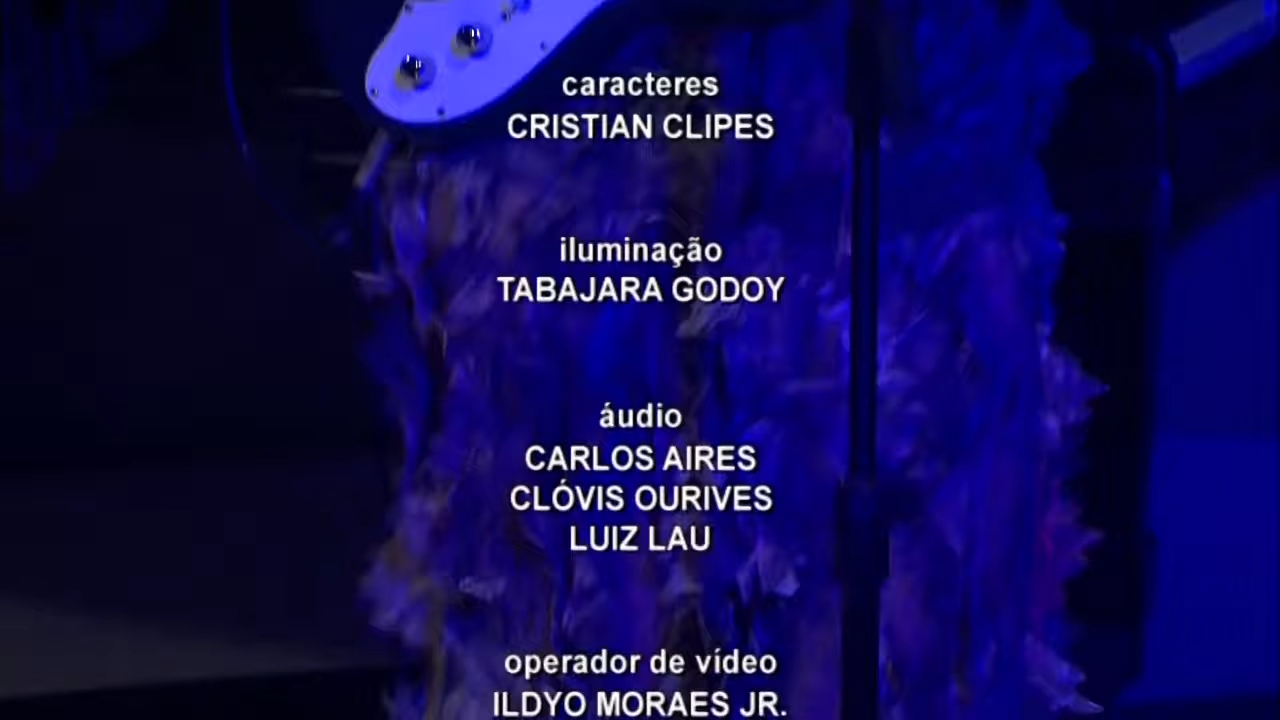 caracteres
CRISTIAN CLIPES
iluminação
TABAJARA GODOY
áudio
CARLOS AIRES
CLÓVIS OURIVES
LUIZ LAU
operador de vídeo
ILDYO MORAES JR.